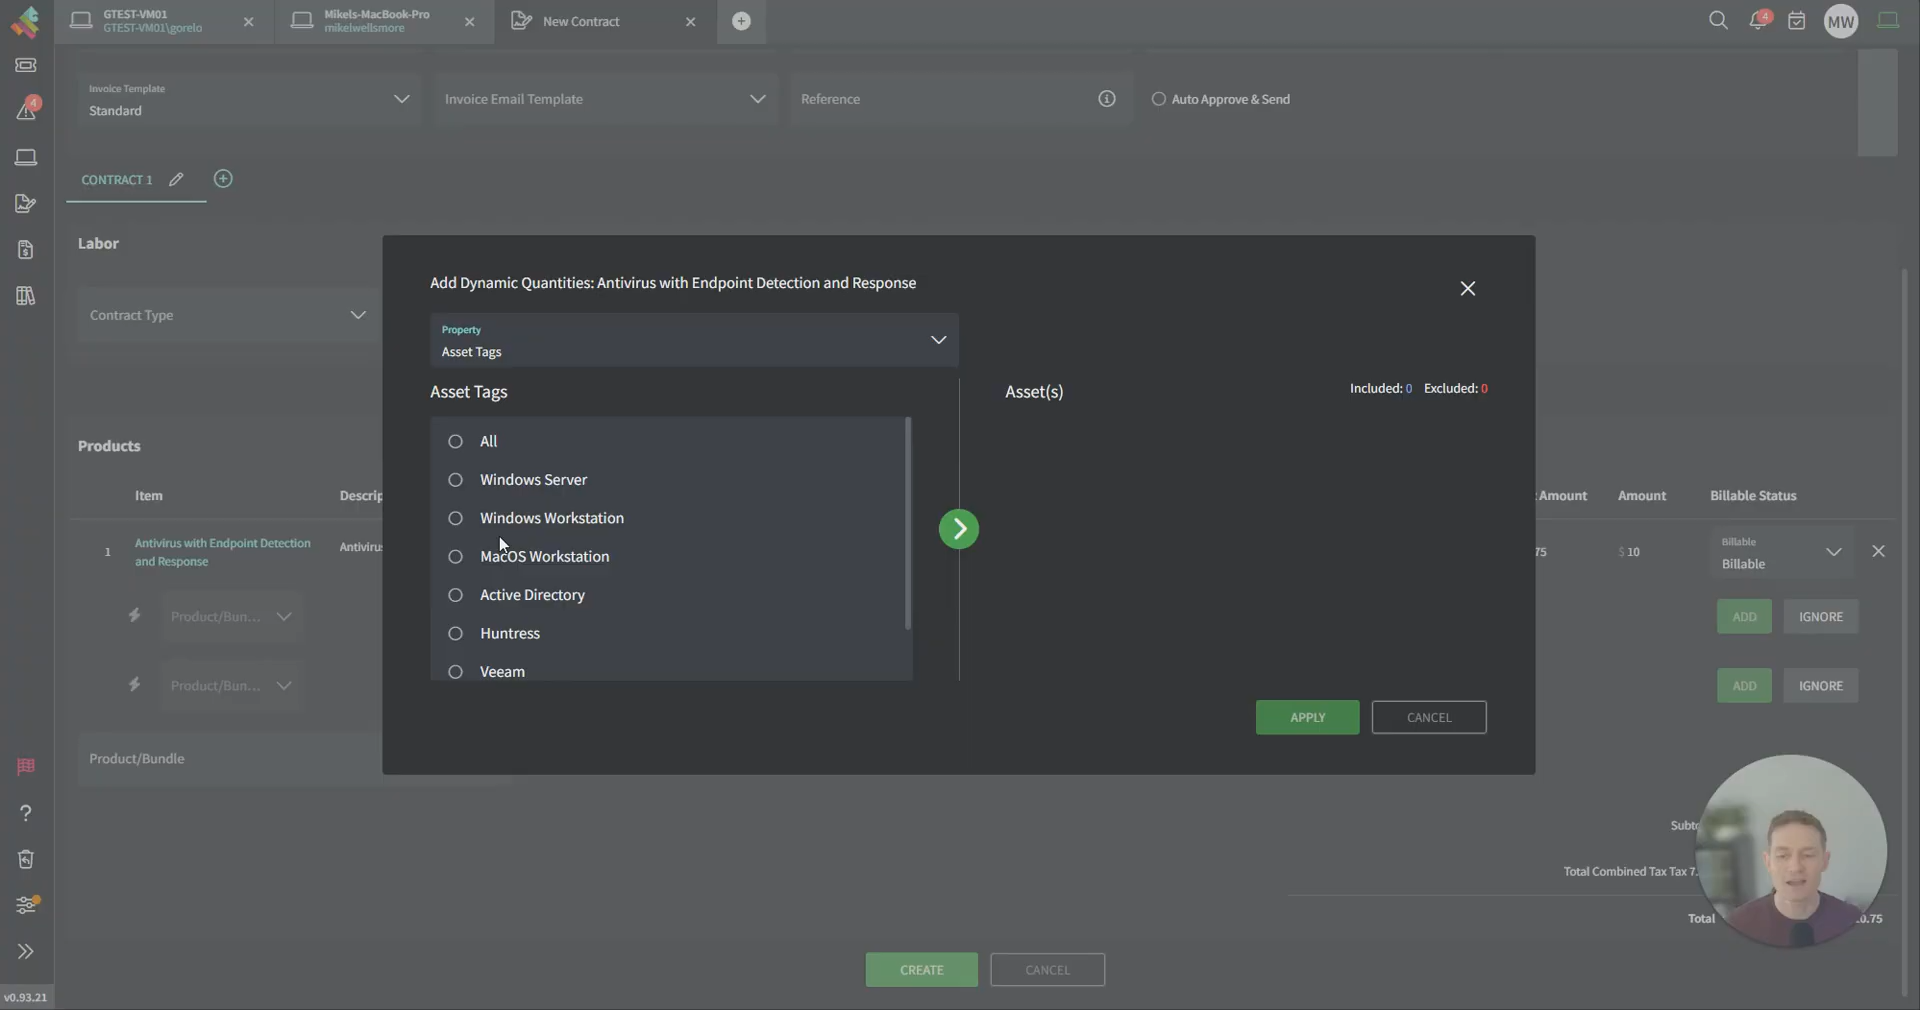 GTEST-VM01
GTEST-VM01\gorelo
Mikels-MacBook-Pro
mikelwellsmore
New Contract
4
MW
4
Invoice Template
Standard
Invoice Email Template
Reference
Auto Approve & Send
CONTRACT 1
Labor
Contract Type
Add Dynamic Quantities: Antivirus with Endpoint Detection and Response
Property
Asset Tags
Asset Tags
Asset(s)
Included: 0 Excluded: 0
All
Windows Server
Windows Workstation
MacOS Workstation
Active Directory
Huntress
Veeam
APPLY
CANCEL
Products
Item
Descrip
Amount
Amount
Billable Status
1
Antivirus with Endpoint Detection
and Response
Antivirus
75
$ 10
Billable
Billable
Product/Bun...
ADD
IGNORE
Product/Bun...
ADD
IGNORE
Product/Bundle
Subto
Total Combined Tax Tax 7.
Total
0.75
CREATE
CANCEL
v0.93.21